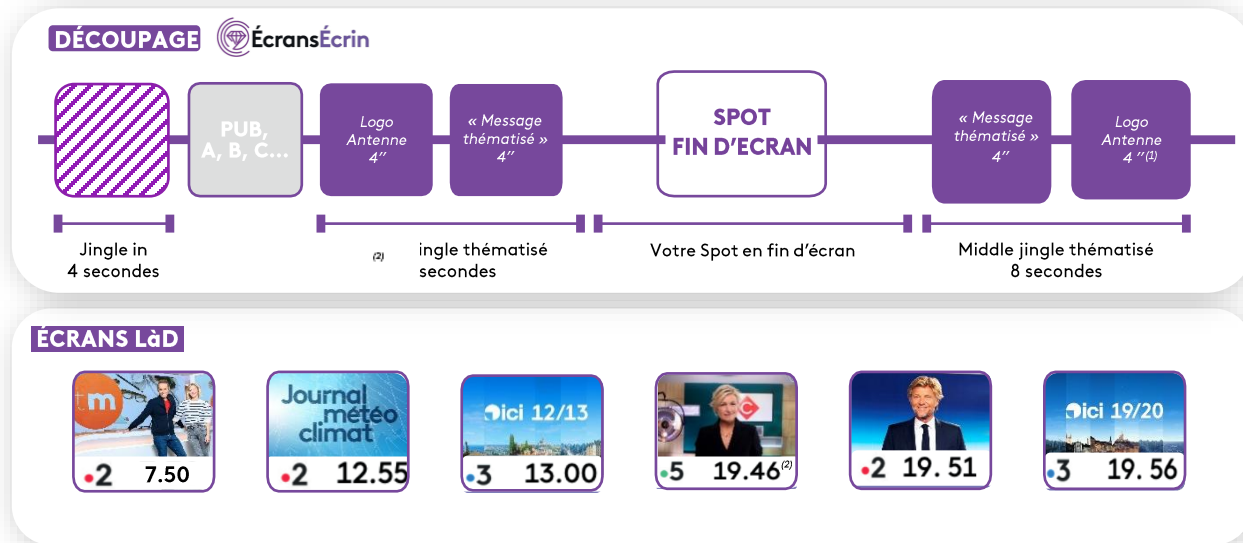 DÉCOUPAGE
ÉcransÉcrin
PUB,
A, B, C...
Logo
Antenne
4’’
« Message
thématisé »
4’’
SPOT
FIN D’ECRAN
« Message
thématisé »
4’’
Logo
Antenne
4 ’’(1)
Jingle in
4 secondes
(2)
ingle thématisé
secondes
Votre Spot en fin d’écran
Middle jingle thématisé
8 secondes
ÉCRANS LàD
tm
2 7.50
Journal
météo
climat
2 12.55
ici 12/13
3 13.00
5 19.46(2)
2 19. 51
ici 19/20
3 19. 56